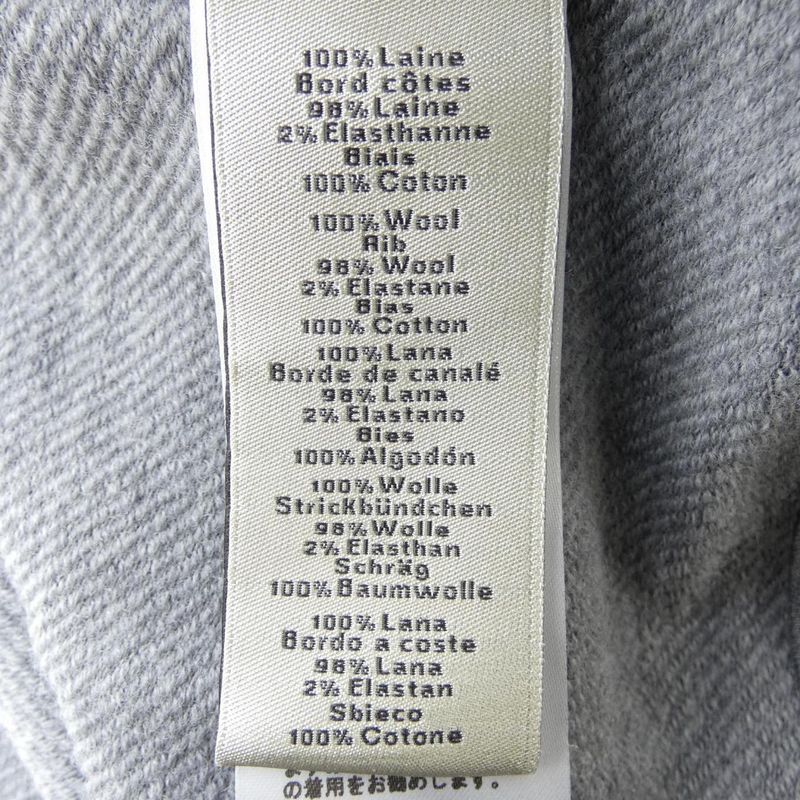 100% Laine
Bord côtes
98% Laine
2% Elasthanne
Biais
100% Coton
100% Wool
Rib
98% Wool
2% Elastane
Bias
100% Cotton
100% Lana
Borde de canalé
98% Lana
2% Elastano
Bies
100% Algodón
100% Wolle
Strickbündchen
98% Wolle
2% Elasthan
Schräg
100% Baumwolle
100% Lana
Bordo a coste
98% Lana
2% Elastan
Sbieco
100% Cotone
の着用をお勧めします。